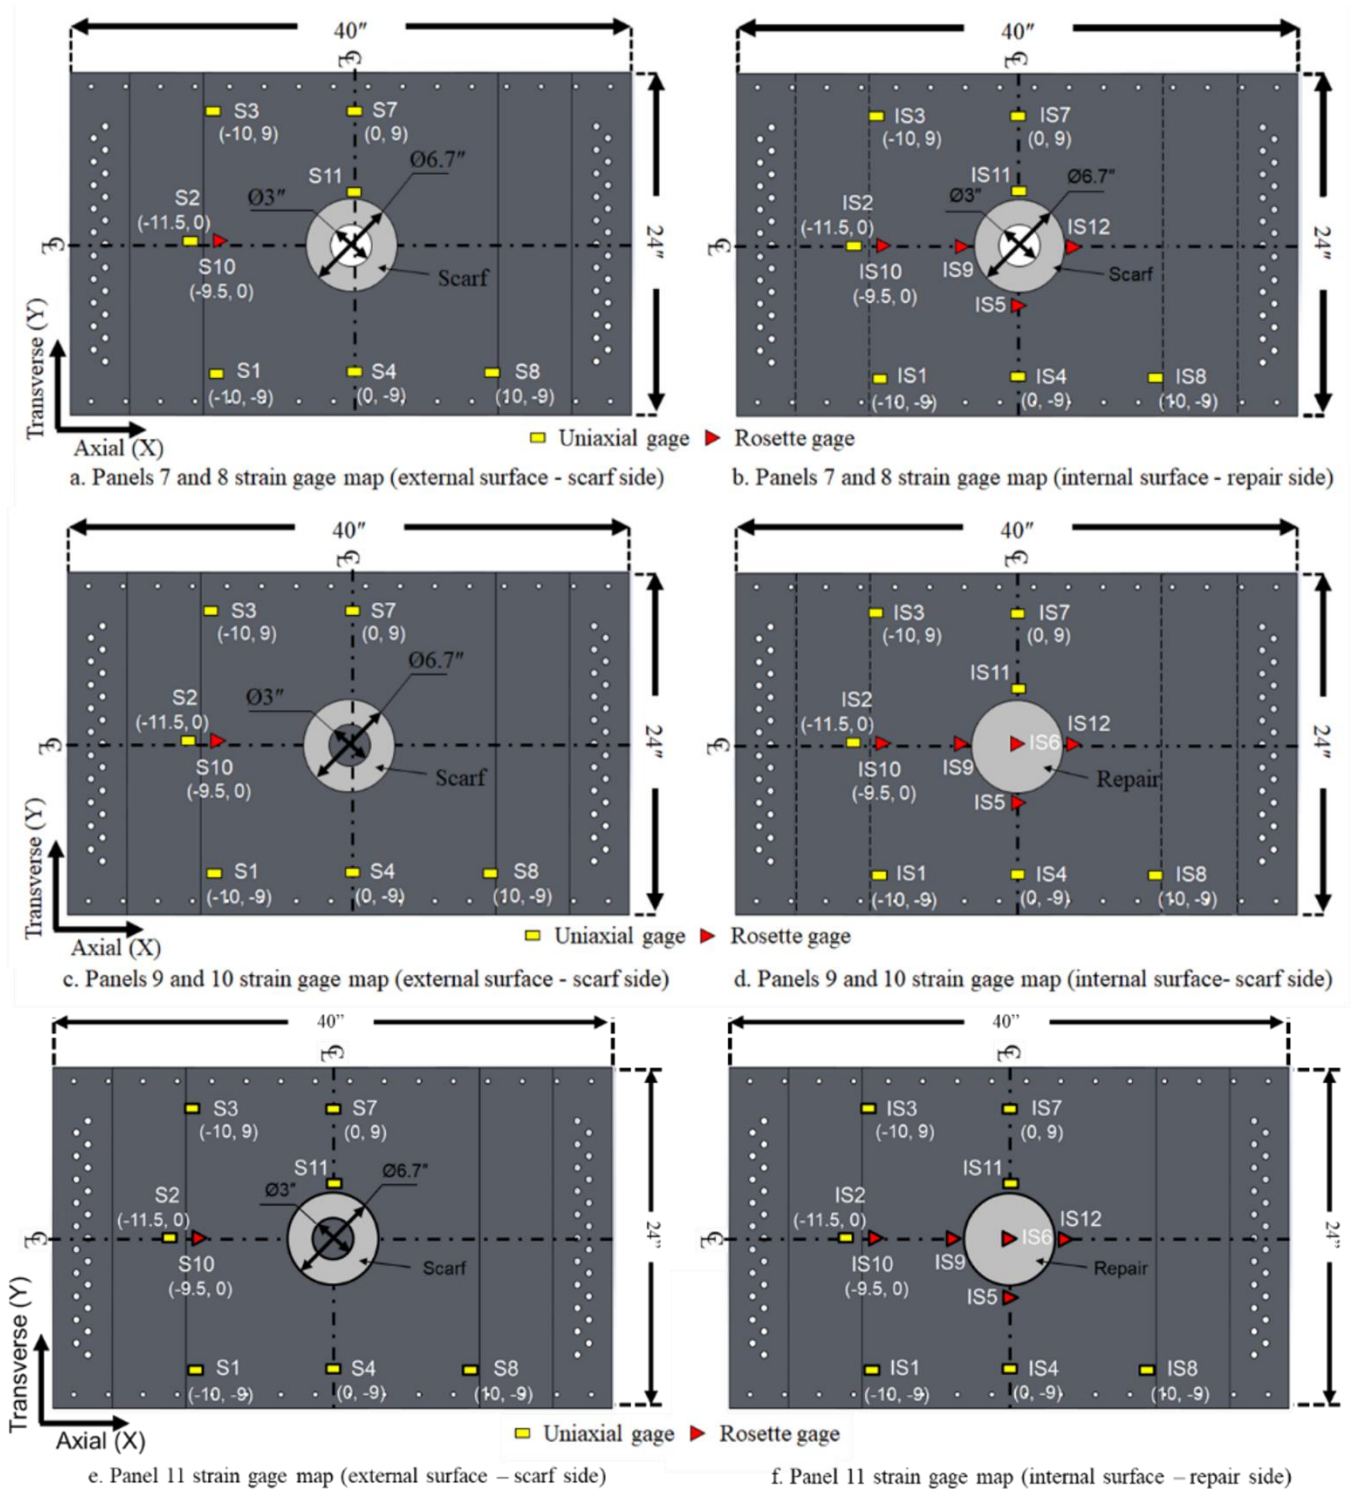 40″
40″
℄
℄
S3
(-10, 9)
S7
(0, 9)
IS3
(-10, 9)
IS7
(0, 9)
Ø6.7″
S11
Ø3″
S2
(-11.5, 0)
IS11
Ø6.7″
Ø3″
IS2
(-11.5, 0)
℄
S10
(-9.5, 0)
Scarf
24″
℄
IS10
(-9.5, 0)
IS9
IS12
Scarf
IS5
24″
Transverse (Y)
S1
(-10, -9)
S4
(0, -9)
S8
(10, -9)
IS1
(-10, -9)
IS4
(0, -9)
IS8
(10, -9)
Axial (X)
Uniaxial gage
Rosette gage
a. Panels 7 and 8 strain gage map (external surface - scarf side)
b. Panels 7 and 8 strain gage map (internal surface - repair side)
40″
40″
℄
℄
S3
(-10, 9)
S7
(0, 9)
IS3
(-10, 9)
IS7
(0, 9)
Ø6.7″
Ø3″
S2
(-11.5, 0)
IS11
IS2
(-11.5, 0)
℄
S10
(-9.5, 0)
Scarf
24″
℄
IS10
(-9.5, 0)
IS9
IS6
IS12
Repair
IS5
24″
Transverse (Y)
S1
(-10, -9)
S4
(0, -9)
S8
(10, -9)
IS1
(-10, -9)
IS4
(0, -9)
IS8
(10, -9)
Axial (X)
Uniaxial gage
Rosette gage
c. Panels 9 and 10 strain gage map (external surface - scarf side)
d. Panels 9 and 10 strain gage map (internal surface- scarf side)
40”
40”
℄
℄
S3
(-10, 9)
S7
(0, 9)
IS3
(-10, 9)
IS7
(0, 9)
S11
Ø6.7″
Ø3″
S2
(-11.5, 0)
IS11
IS2
(-11.5, 0)
℄
S10
(-9.5, 0)
Scarf
24”
℄
IS10
(-9.5, 0)
IS9
IS6
IS12
Repair
IS5
24”
Transverse (Y)
S1
(-10, -9)
S4
(0, -9)
S8
(10, -9)
IS1
(-10, -9)
IS4
(0, -9)
IS8
(10, -9)
Axial (X)
Uniaxial gage
Rosette gage
e. Panel 11 strain gage map (external surface – scarf side)
f. Panel 11 strain gage map (internal surface – repair side)